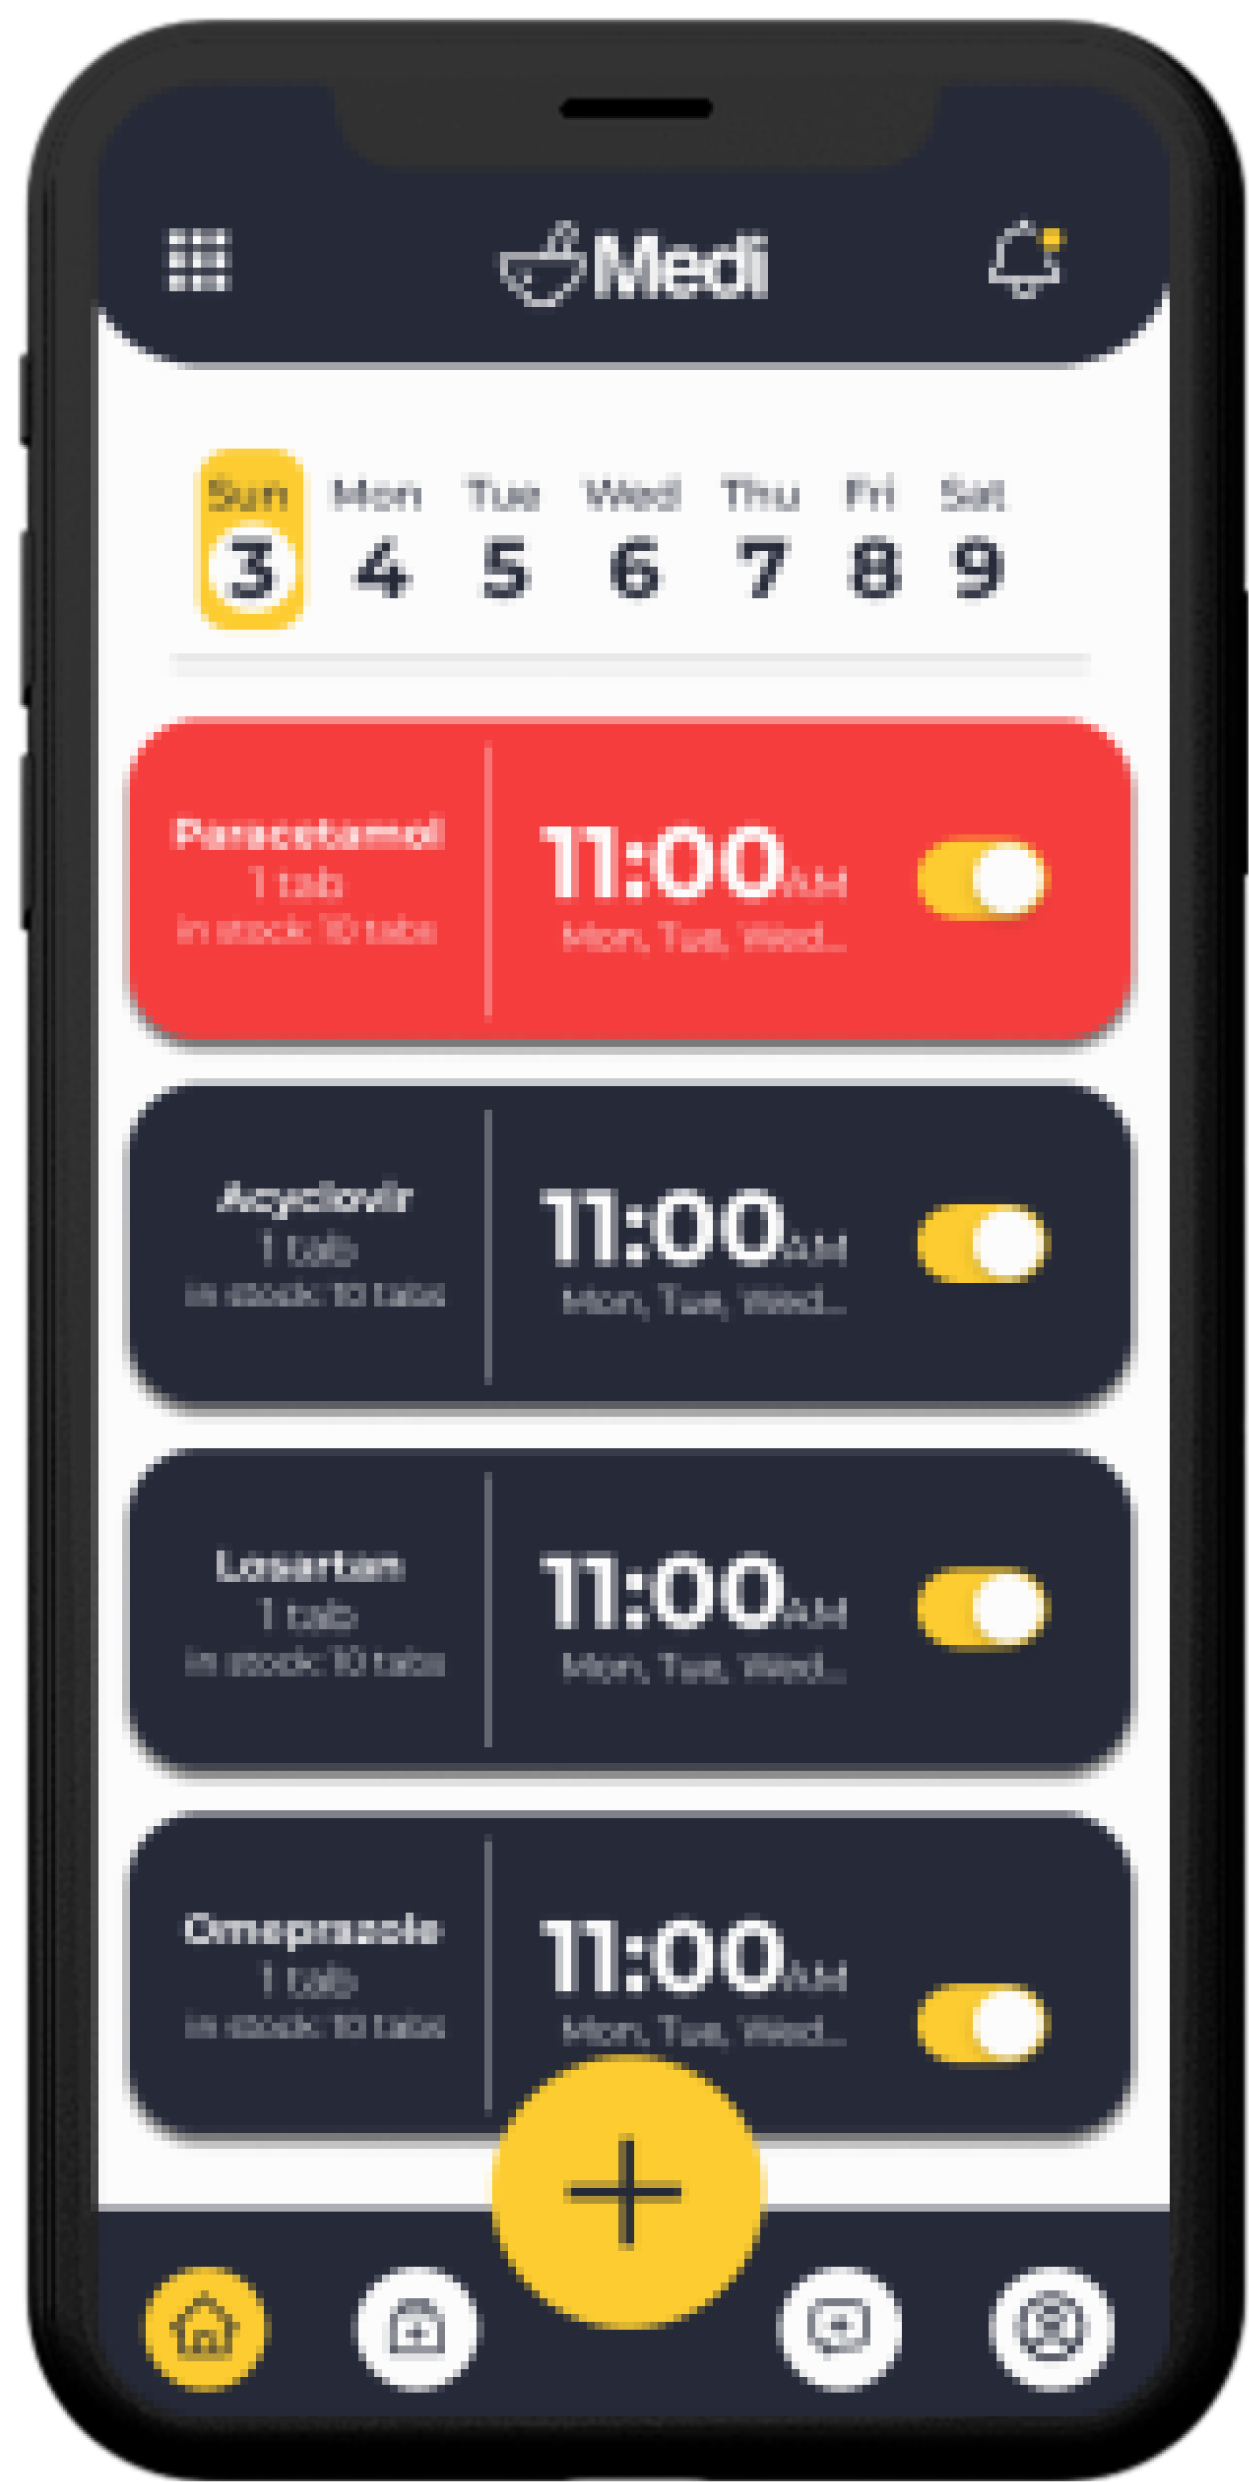 Medi
Sun Mon Tue Wed Thu Fri Sat
3 4 5 6 7 8 9
Paracetamol
1 tab
in stock: 10 tabs
11:00AM
Mon, Tue, Wed...
Acyclovir
1 tab
in stock: 10 tabs
11:00AM
Mon, Tue, Wed...
Losartan
1 tab
in stock: 10 tabs
11:00AM
Mon, Tue, Wed...
Omeprazole
1 tab
in stock: 10 tabs
11:00AM
Mon, Tue, Wed...